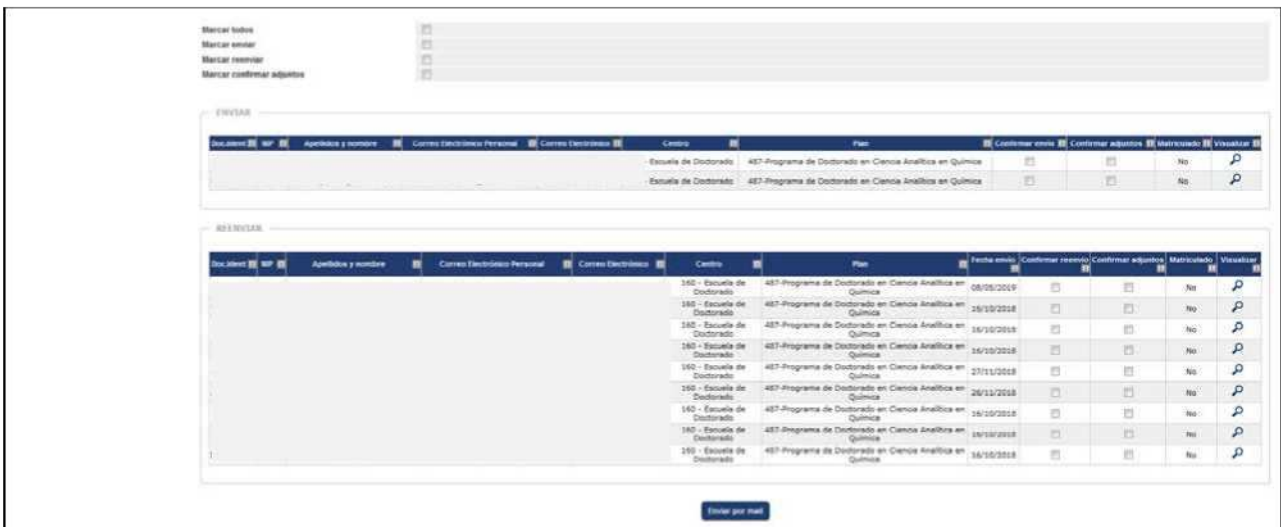 Marcar todos
Marcar enviar
Marcar reenviar
Marcar confirmar adjuntos
ENVIAR
Doc.Ident NIP Apellidos y nombre Correo Electrónico Personal Correo Electrónico Centro Plan Confirmar envío Confirmar adjuntos Matriculado Visualizar
- Escuela de Doctorado 487-Programa de Doctorado en Ciencia Analítica en Química No
- Escuela de Doctorado 487-Programa de Doctorado en Ciencia Analítica en Química No
REENVIAR
Doc.Ident NIP Apellidos y nombre Correo Electrónico Personal Correo Electrónico Centro Plan Fecha envío Confirmar reenvío Confirmar adjuntos Matriculado Visualizar
160 - Escuela de Doctorado 487-Programa de Doctorado en Ciencia Analítica en Química 08/05/2019 No
160 - Escuela de Doctorado 487-Programa de Doctorado en Ciencia Analítica en Química 16/10/2018 No
160 - Escuela de Doctorado 487-Programa de Doctorado en Ciencia Analítica en Química 16/10/2018 No
160 - Escuela de Doctorado 487-Programa de Doctorado en Ciencia Analítica en Química 16/10/2018 No
160 - Escuela de Doctorado 487-Programa de Doctorado en Ciencia Analítica en Química 27/11/2018 No
160 - Escuela de Doctorado 487-Programa de Doctorado en Ciencia Analítica en Química 26/11/2018 No
160 - Escuela de Doctorado 487-Programa de Doctorado en Ciencia Analítica en Química 16/10/2018 No
160 - Escuela de Doctorado 487-Programa de Doctorado en Ciencia Analítica en Química 16/10/2018 No
160 - Escuela de Doctorado 487-Programa de Doctorado en Ciencia Analítica en Química 16/10/2018 No
Enviar por mail